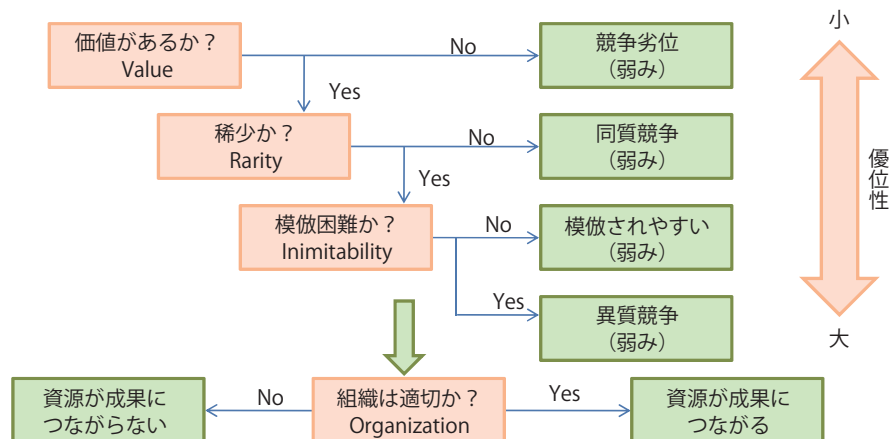 価値があるか？
Value
No
競争劣位
（弱み）
小
Yes
稀少か？
Rarity
No
同質競争
（弱み）
優位性
Yes
模倣困難か？
Inimitability
No
模倣されやすい
（弱み）
Yes
異質競争
（弱み）
大
資源が成果に
つながらない
No
組織は適切か？
Organization
Yes
資源が成果に
つながる